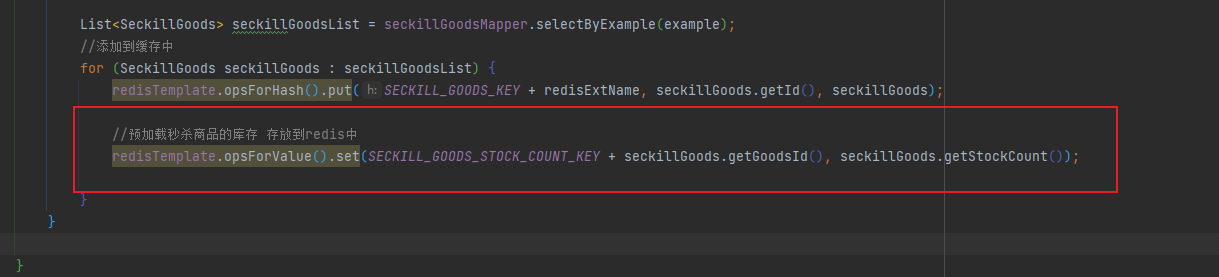 List<SeckillGoods> seckillGoodsList = seckillGoodsMapper.selectByExample(example);
//添加到缓存中
for (SeckillGoods seckillGoods : seckillGoodsList) {
redisTemplate.opsForHash().put( h: SECKILL_GOODS_KEY + redisExtName, seckillGoods.getId(), seckillGoods);
//预加载秒杀商品的库存 存放到redis中
redisTemplate.opsForValue().set(SECKILL_GOODS_STOCK_COUNT_KEY + seckillGoods.getGoodsId(), seckillGoods.getStockCount());
}
}
}